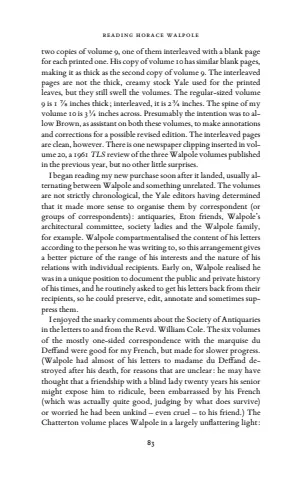 READING HORACE WALPOLE
two copies of volume 9, one of them interleaved with a blank page
for each printed one. His copy of volume 10 has similar blank pages,
making it as thick as the second copy of volume 9. The interleaved
pages are not the thick, creamy stock Yale used for the printed
leaves, but they still swell the volumes. The regular-sized volume
9 is 1 ⅞ inches thick; interleaved, it is 2¾ inches. The spine of my
volume 10 is 3¼ inches across. Presumably the intention was to al-
low Brown, as assistant on both these volumes, to make annotations
and corrections for a possible revised edition. The interleaved pages
are clean, however. There is one newspaper clipping inserted in vol-
ume 20, a 1961 TLS review of the three Walpole volumes published
in the previous year, but no other little surprises.
I began reading my new purchase soon after it landed, usually al-
ternating between Walpole and something unrelated. The volumes
are not strictly chronological, the Yale editors having determined
that it made more sense to organise them by correspondent (or
groups of correspondents): antiquaries, Eton friends, Walpole's
architectural committee, society ladies and the Walpole family,
for example. Walpole compartmentalised the content of his letters
according to the person he was writing to, so this arrangement gives
a better picture of the range of his interests and the nature of his
relations with individual recipients. Early on, Walpole realised he
was in a unique position to document the public and private history
of his times, and he routinely asked to get his letters back from their
recipients, so he could preserve, edit, annotate and sometimes sup-
press them.
I enjoyed the snarky comments about the Society of Antiquaries
in the letters to and from the Revd. William Cole. The six volumes
of the mostly one-sided correspondence with the marquise du
Deffand were good for my French, but made for slower progress.
(Walpole had almost of his letters to madame du Deffand de-
stroyed after his death, for reasons that are unclear: he may have
thought that a friendship with a blind lady twenty years his senior
might expose him to ridicule, been embarrassed by his French
(which was actually quite good, judging by what does survive)
or worried he had been unkind – even cruel – to his friend.) The
Chatterton volume places Walpole in a largely unflattering light:
83